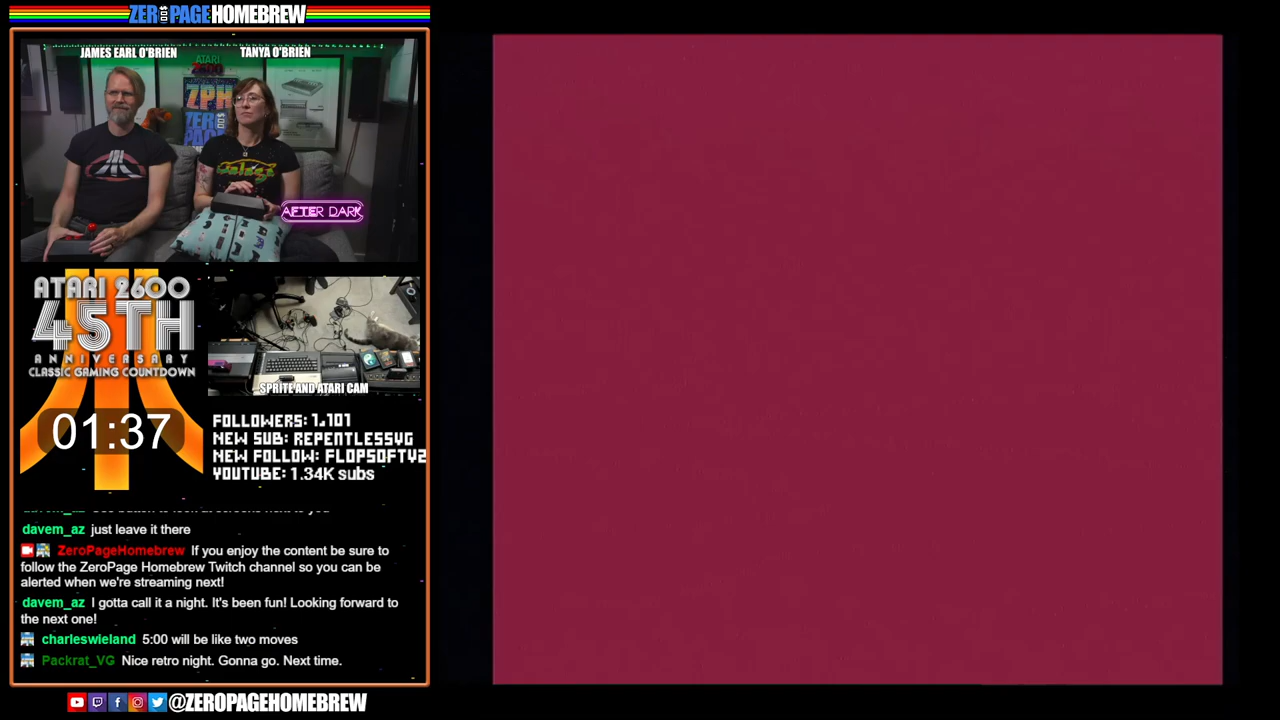 ZEROPAGE HOMEBREW
JAMES EARL O'BRIEN
TANYA O'BRIEN
ATARI
ZPH
ZERO
PAGE
AFTER DARK
ATARI 2600
45TH
ANNIVERSARY
CLASSIC GAMING COUNTDOWN
01:37
SPRITE AND ATARI CAM
FOLLOWERS: 1,101
NEW SUB: REPENTLESSVG
NEW FOLLOW: FLOPSOFTV2
YOUTUBE: 1.34K subs
davem_az just leave it there
ZeroPageHomebrew If you enjoy the content be sure to
follow the ZeroPage Homebrew Twitch channel so you can be
alerted when we're streaming next!
davem_az I gotta call it a night. It's been fun! Looking forward to
the next one!
charleswieland 5:00 will be like two moves
Packrat_VG Nice retro night. Gonna go. Next time.
@ZEROPAGEHOMEBREW